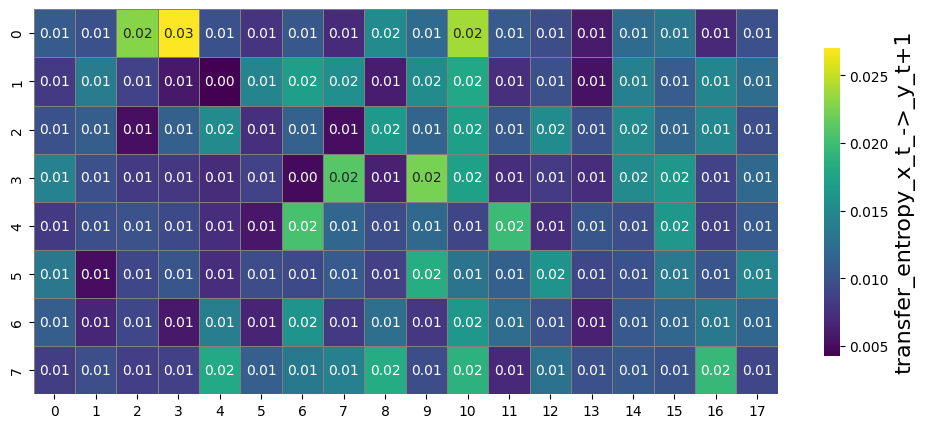 0 0.01 0.01 0.02 0.03 0.01 0.01 0.01 0.01 0.02 0.01 0.02 0.01 0.01 0.01 0.01 0.01 0.01 0.01
1 0.01 0.01 0.01 0.01 0.00 0.01 0.02 0.02 0.01 0.01 0.02 0.01 0.01 0.01 0.01 0.01 0.01 0.01
2 0.01 0.01 0.01 0.01 0.02 0.01 0.01 0.01 0.02 0.01 0.02 0.01 0.02 0.01 0.02 0.01 0.02 0.01
3 0.01 0.01 0.01 0.01 0.01 0.01 0.00 0.02 0.01 0.02 0.02 0.01 0.01 0.01 0.02 0.02 0.01 0.01
4 0.01 0.01 0.01 0.01 0.01 0.01 0.02 0.01 0.01 0.01 0.01 0.02 0.01 0.01 0.01 0.02 0.01 0.01
5 0.01 0.01 0.01 0.01 0.01 0.01 0.01 0.01 0.01 0.02 0.01 0.01 0.02 0.01 0.01 0.01 0.01 0.01
6 0.01 0.01 0.01 0.01 0.01 0.01 0.02 0.01 0.01 0.01 0.02 0.01 0.01 0.01 0.01 0.01 0.01 0.01
7 0.01 0.01 0.01 0.01 0.02 0.01 0.01 0.01 0.02 0.01 0.02 0.01 0.01 0.01 0.01 0.01 0.02 0.01
0 1 2 3 4 5 6 7 8 9 10 11 12 13 14 15 16 17
0.025
0.020
0.015
0.010
0.005
transfer_entropy_x_t_->_y_t+1